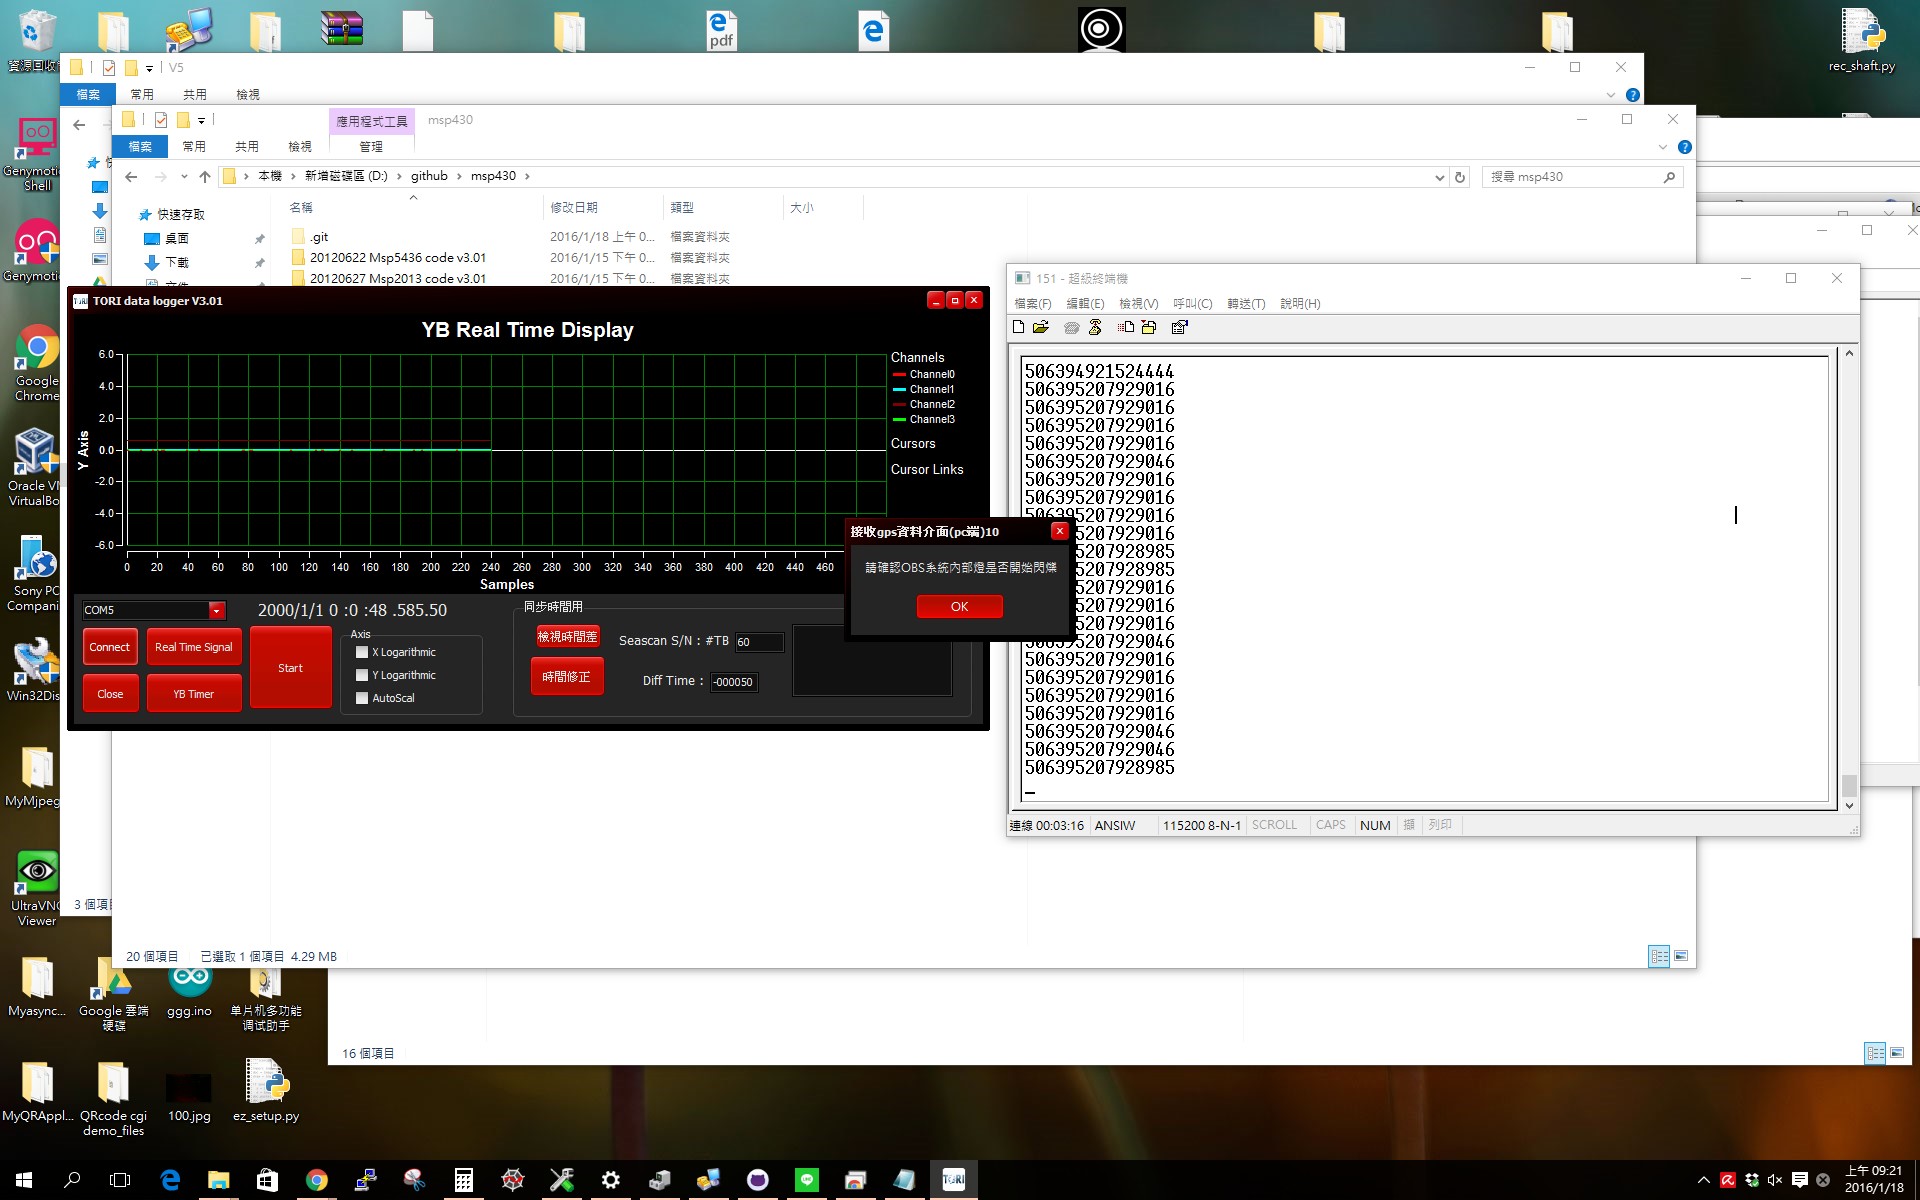 資源回收
pdf
rec_shaft.py
V5
檔案
常用
共用
檢視
應用程式工具
msp430
檔案
常用
共用
檢視
管理
本機
新增磁碟區 (D:)
github
msp430
搜尋 msp430
名稱
修改日期
類型
大小
快速存取
桌面
下載
.git
2016/1/18 上午 0...
檔案資料夾
20120622 Msp5436 code v3.01
2016/1/15 下午 0...
檔案資料夾
20120627 Msp2013 code v3.01
2016/1/15 下午 0...
檔案資料夾
Genymoti
Shell
Genymotio
Google
Chrome
Oracle VM
VirtualBo
Sony PC
Compani
Win32Dis
MyMjpeg
UltraVNC
Viewer
TORI data logger V3.01
YB Real Time Display
Y Axis
6.0
4.0
2.0
0.0
-2.0
-4.0
-6.0
0 20 40 60 80 100 120 140 160 180 200 220 240 260 280 300 320 340 360 380 400 420 440 460
Samples
Channels
Channel0
Channel1
Channel2
Channel3
Cursors
Cursor Links
COM5
2000/1/1 0 :0 :48 .585.50
Connect
Real Time Signal
Start
Close
YB Timer
Axis
X Logarithmic
Y Logarithmic
AutoScal
同步時間用
檢視時間差
Seascan S/N : #TB
60
時間修正
Diff Time :
-000050
接收gps資料介面(pc端)10
請確認OBS系統內部燈是否開始閃爍
OK
151 - 超級終端機
檔案(F)
編輯(E)
檢視(V)
呼叫(C)
轉送(T)
說明(H)
506394921524444
506395207929016
506395207929016
506395207929016
506395207929016
506395207929046
506395207929016
506395207929016
506395207929016
5207929016
5207928985
5207928985
5207929016
5207929016
5207929016
506395207929046
506395207929016
506395207929016
506395207929016
506395207929016
506395207929046
506395207929046
506395207928985
連線 00:03:16
ANSIW
115200 8-N-1
SCROLL
CAPS
NUM
擷
列印
3 個項
20 個項目
已選取 1 個項目 4.29 MB
16 個項目
Myasync...
Google 雲端
硬碟
ggg.ino
单片机多功能
调试助手
MyQRAppl...
QRcode cgi
demo_files
100.jpg
ez_setup.py
TORI
上午 09:21
2016/1/18